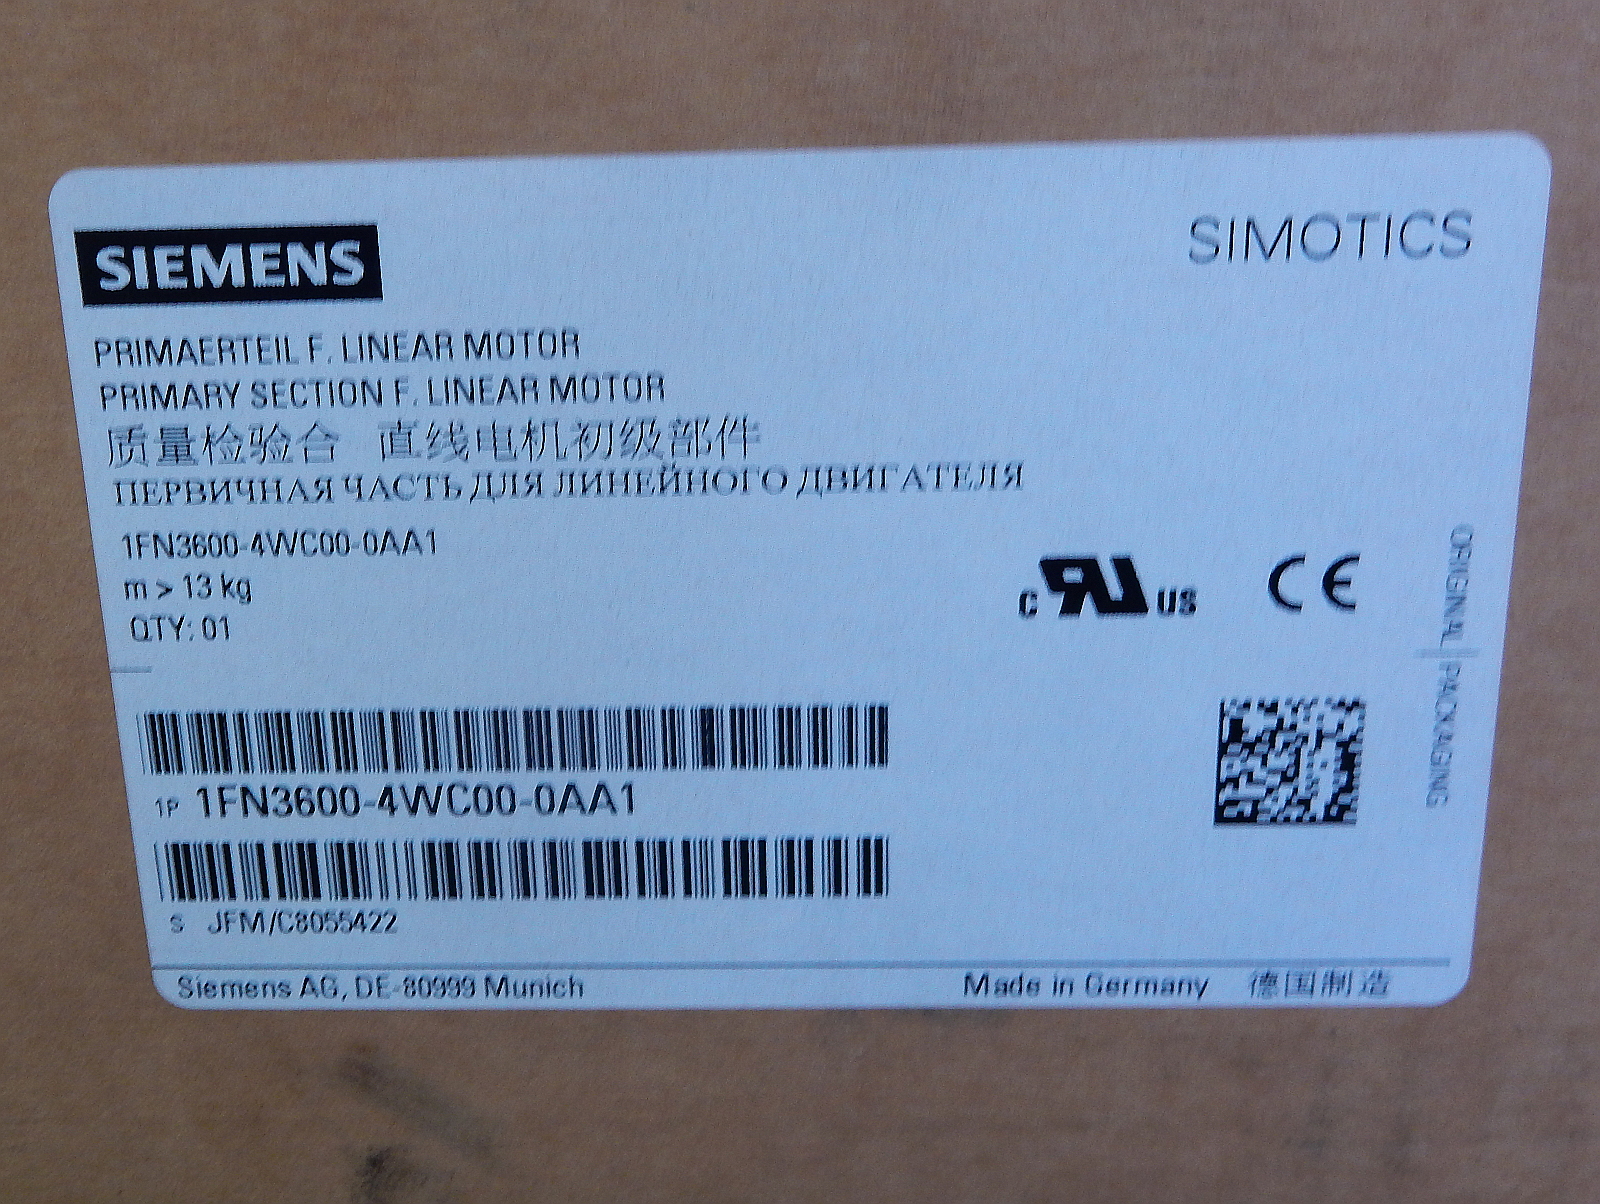 SIEMENS
SIMOTICS
PRIMAERTEIL F. LINEAR MOTOR
PRIMARY SECTION F. LINEAR MOTOR
质量检验合 直线电机初级部件
ПЕРВИЧНАЯ ЧАСТЬ ДЛЯ ЛИНЕЙНОГО ДВИГАТЕЛЯ
1FN3600-4WC00-0AA1
m > 13 kg
QTY: 01
c RU US CE
ORIGINAL PACKAGING
1P 1FN3600-4WC00-0AA1
S JFM/C8055422
Siemens AG, DE-80999 Munich
Made in Germany 德国制造